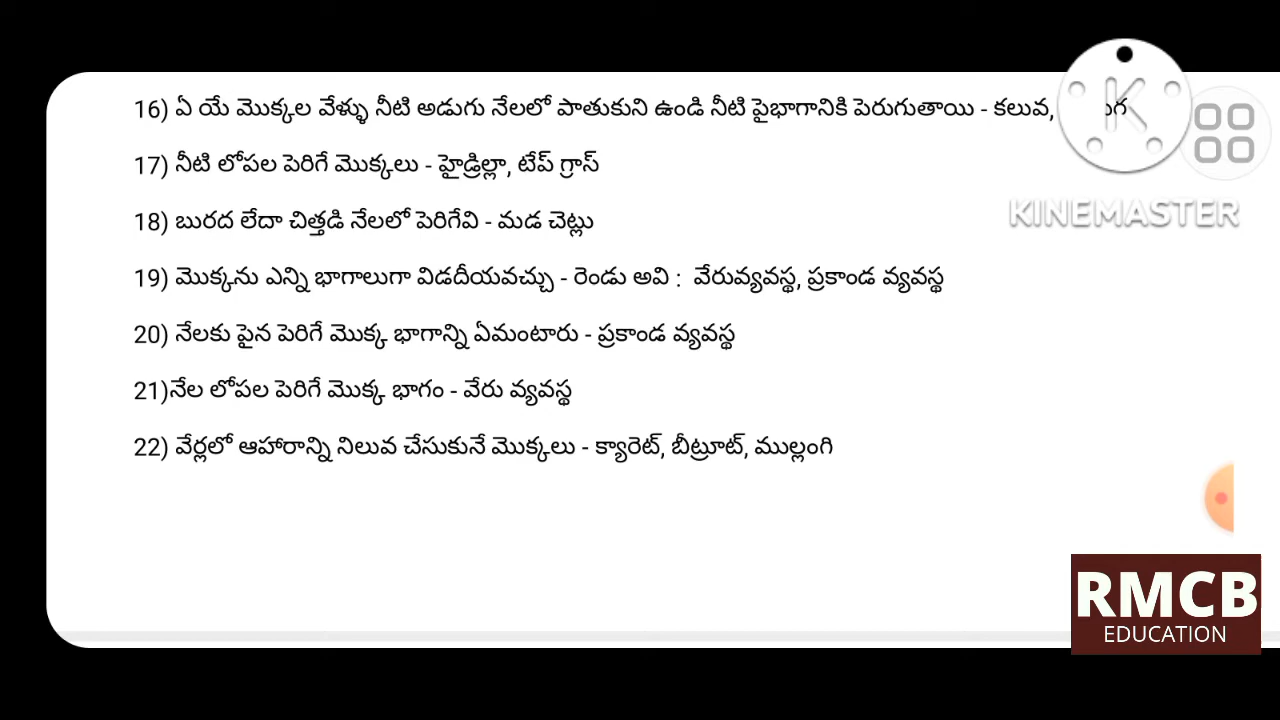 16) ఏ యే మొక్కల వేళ్ళు నీటి అడుగు నేలలో పాతుకుని ఉండి నీటి పైభాగానికి పెరుగుతాయి - కలువ,
17) నీటి లోపల పెరిగే మొక్కలు - హైడ్రిల్లా, టేప్ గ్రాస్
18) బురద లేదా చిత్తడి నేలలో పెరిగేవి - మడ చెట్లు
19) మొక్కను ఎన్ని భాగాలుగా విడదీయవచ్చు - రెండు అవి : వేరువ్యవస్థ, ప్రకాండ వ్యవస్థ
20) నేలకు పైన పెరిగే మొక్క భాగాన్ని ఏమంటారు - ప్రకాండ వ్యవస్థ
21)నేల లోపల పెరిగే మొక్క భాగం - వేరు వ్యవస్థ
22) వేర్లలో ఆహారాన్ని నిలువ చేసుకునే మొక్కలు - క్యారెట్, బీట్రూట్, ముల్లంగి
K
KINEMASTER
RMCB
EDUCATION